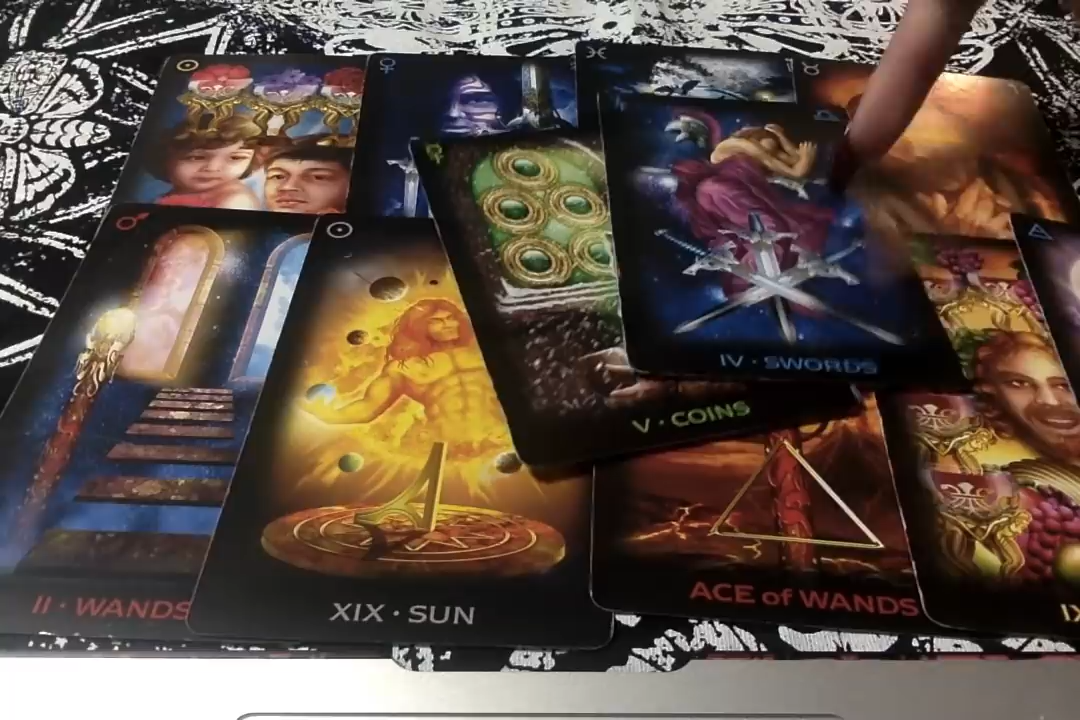 IV · SWORDS
V · COINS
II · WANDS
XIX · SUN
ACE of WANDS